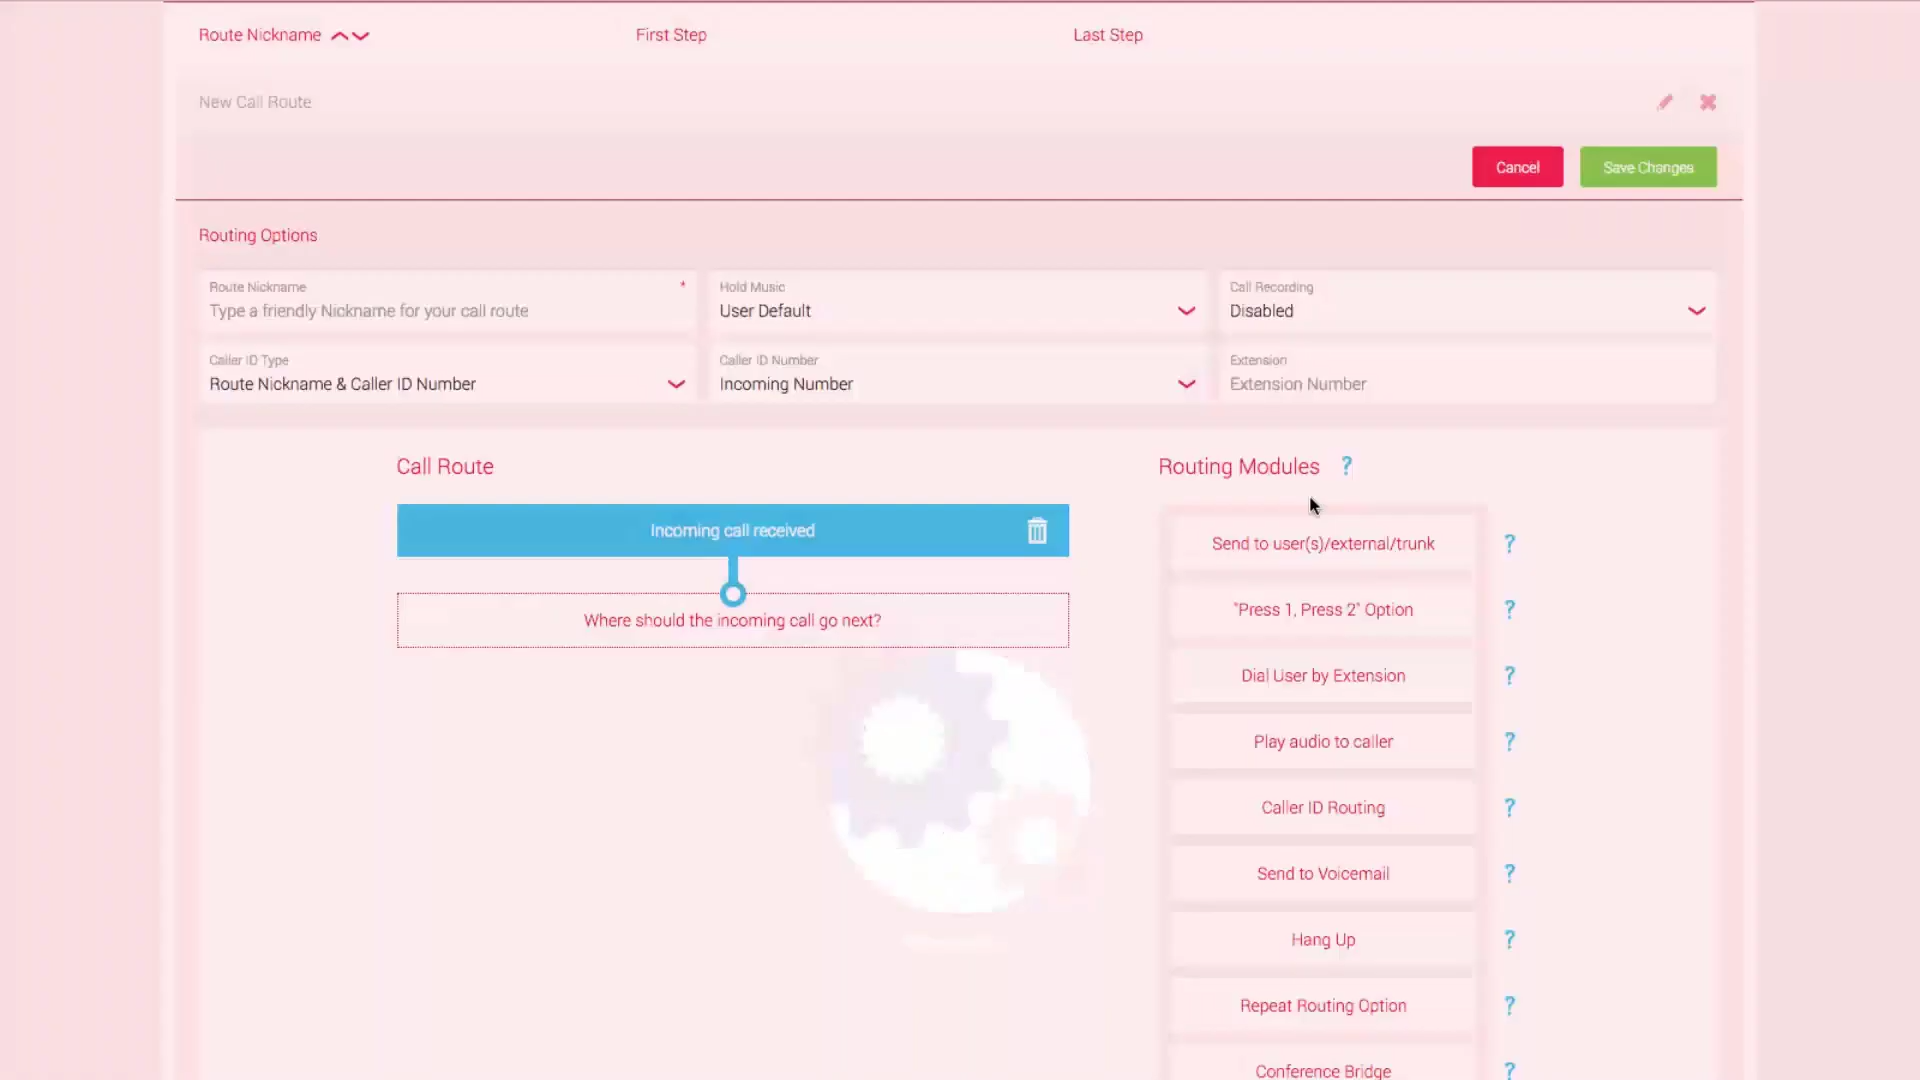 Route Nickname
First Step
Last Step
New Call Route
Cancel
Save Changes
Routing Options
Route Nickname *
Type a friendly Nickname for your call route
Hold Music
User Default
Call Recording
Disabled
Caller ID Type
Route Nickname & Caller ID Number
Caller ID Number
Incoming Number
Extension
Extension Number
Call Route
Routing Modules ?
Incoming call received
Where should the incoming call go next?
Send to user(s)/external/trunk ?
"Press 1, Press 2" Option ?
Dial User by Extension ?
Play audio to caller ?
Caller ID Routing ?
Send to Voicemail ?
Hang Up ?
Repeat Routing Option ?
Conference Bridge ?